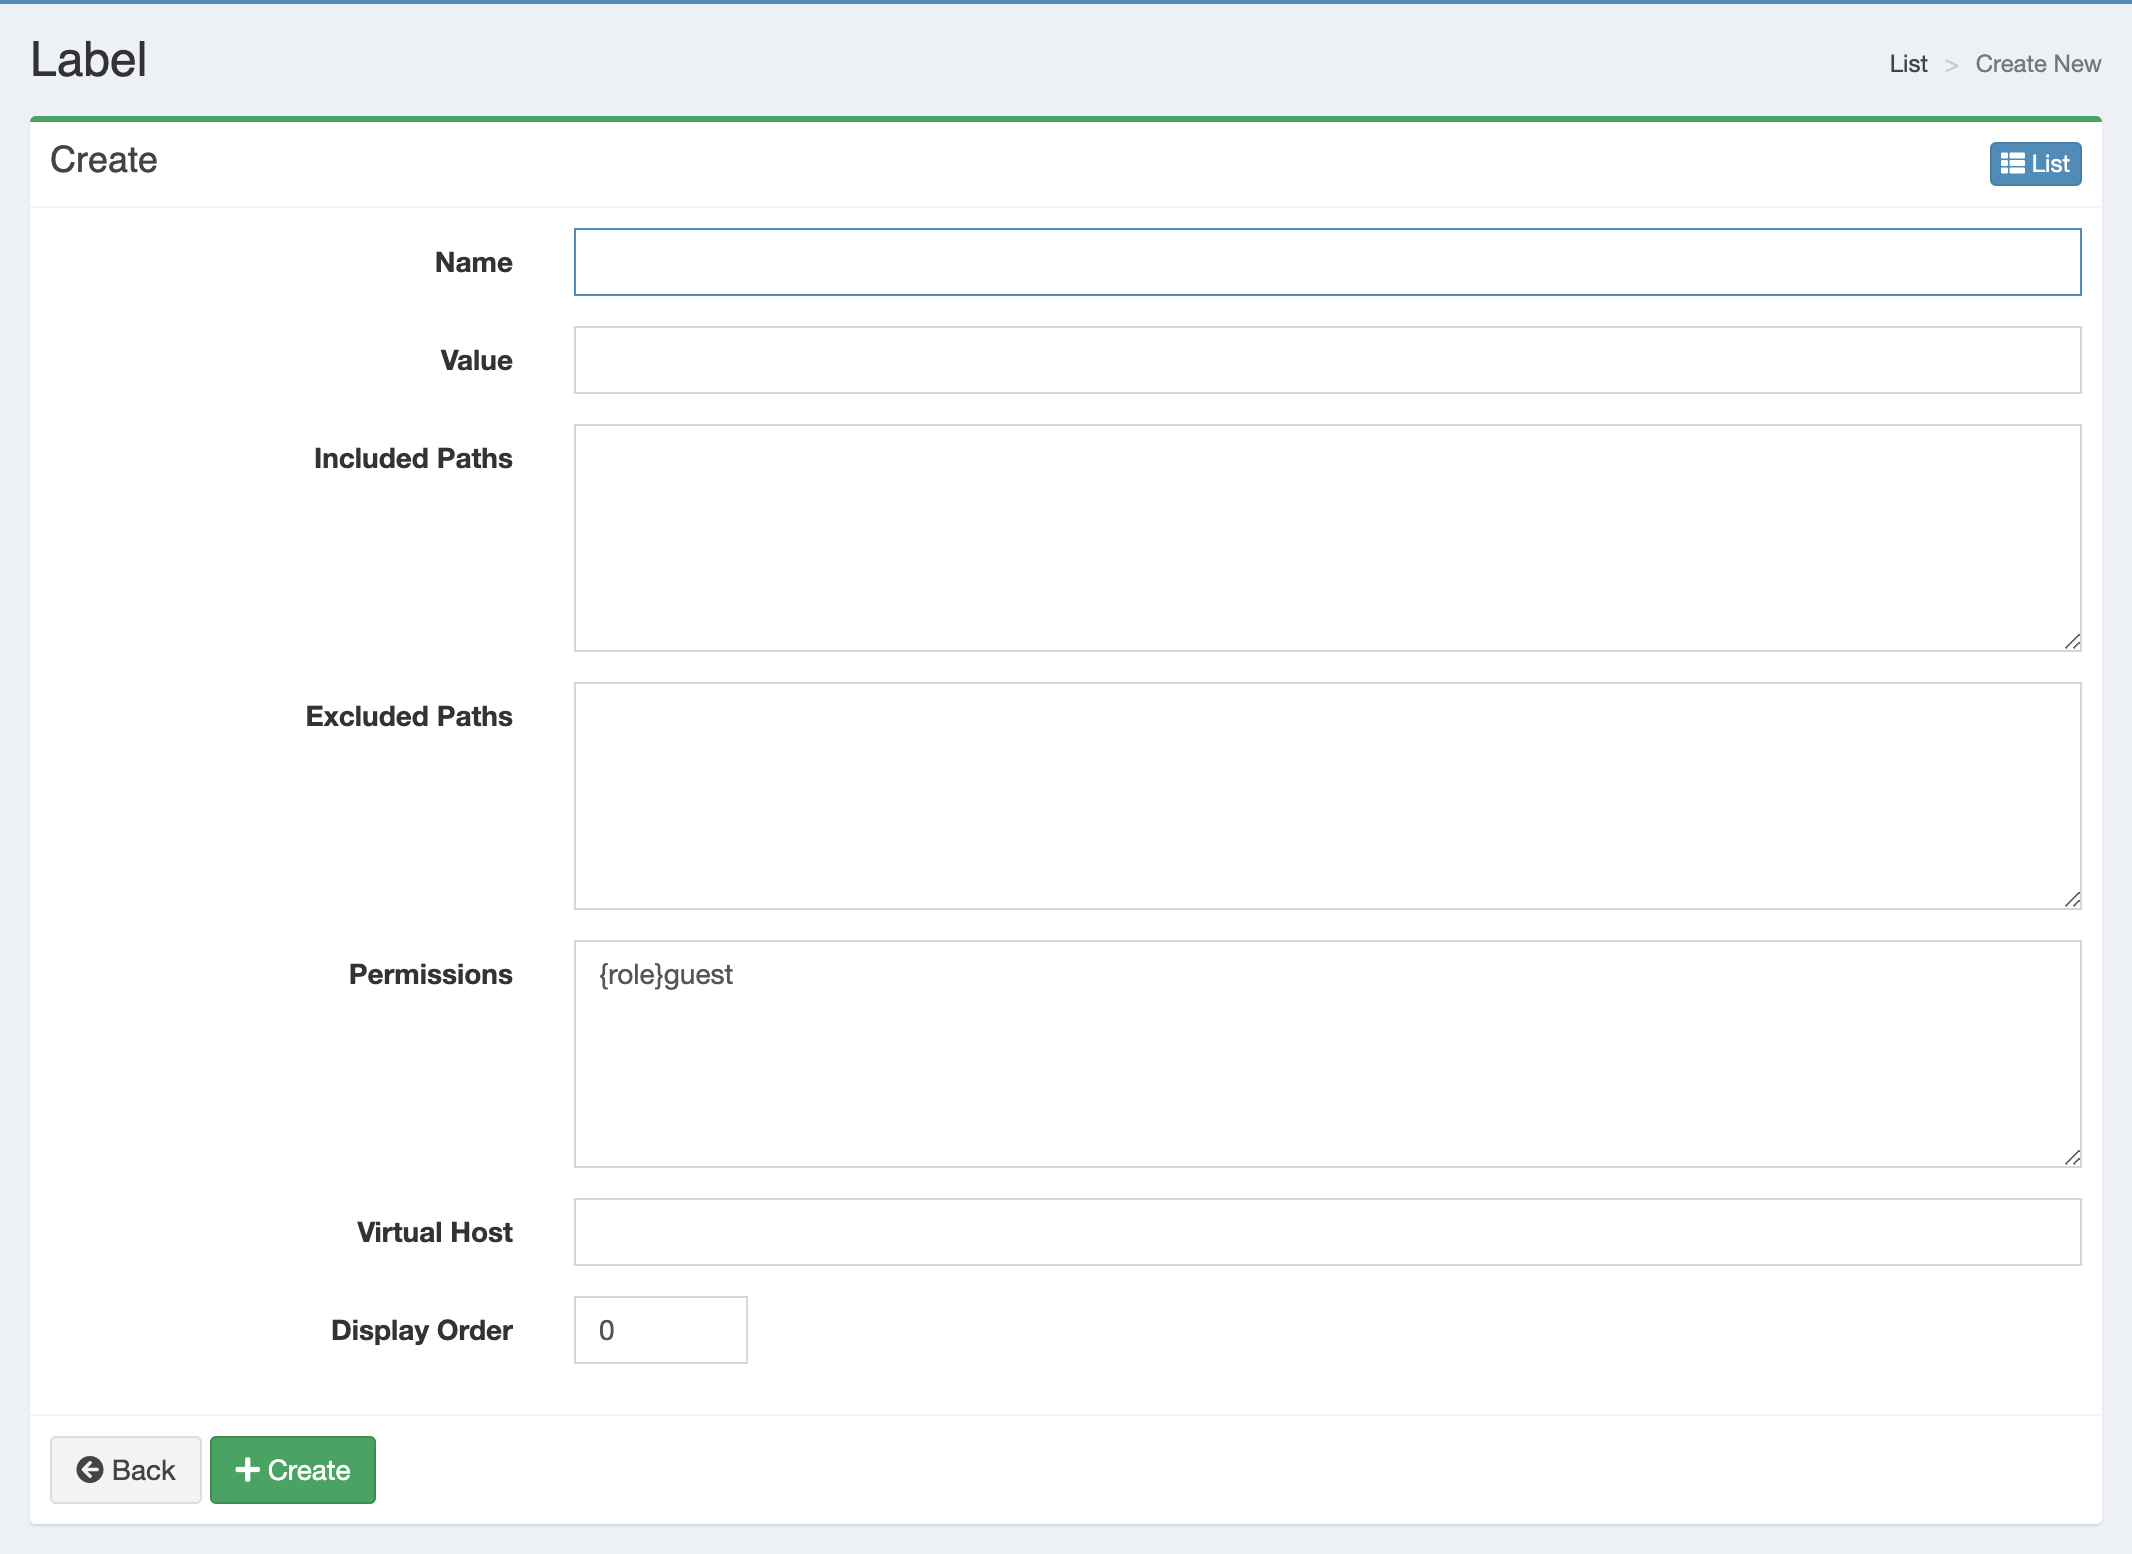 Label
List > Create New
Create
List
Name
Value
Included Paths
Excluded Paths
Permissions
{role}guest
Virtual Host
Display Order
0
Back
Create